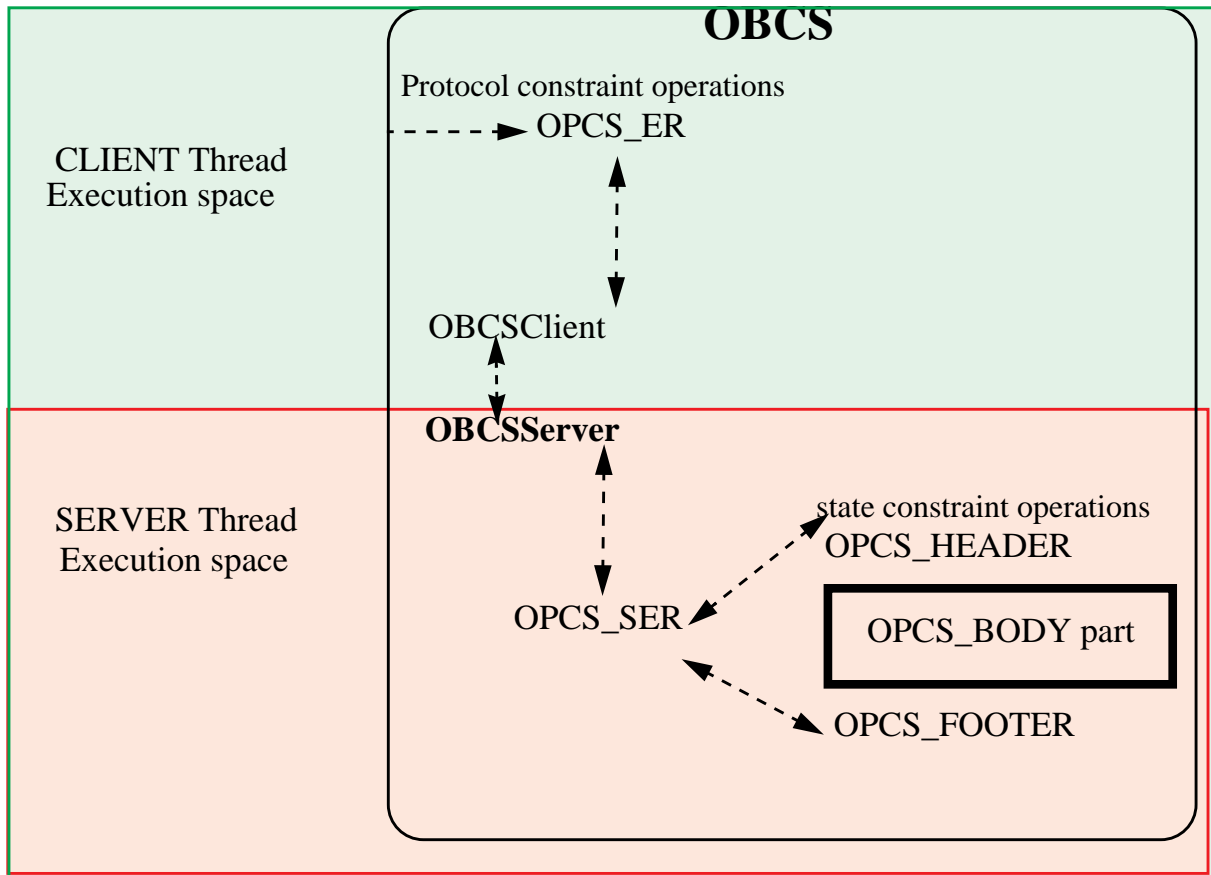 OBCS
Protocol constraint operations
OPCS_ER
CLIENT Thread
Execution space
OBCSClient
OBCSServer
SERVER Thread
Execution space
state constraint operations
OPCS_HEADER
OPCS_SER
OPCS_BODY part
OPCS_FOOTER